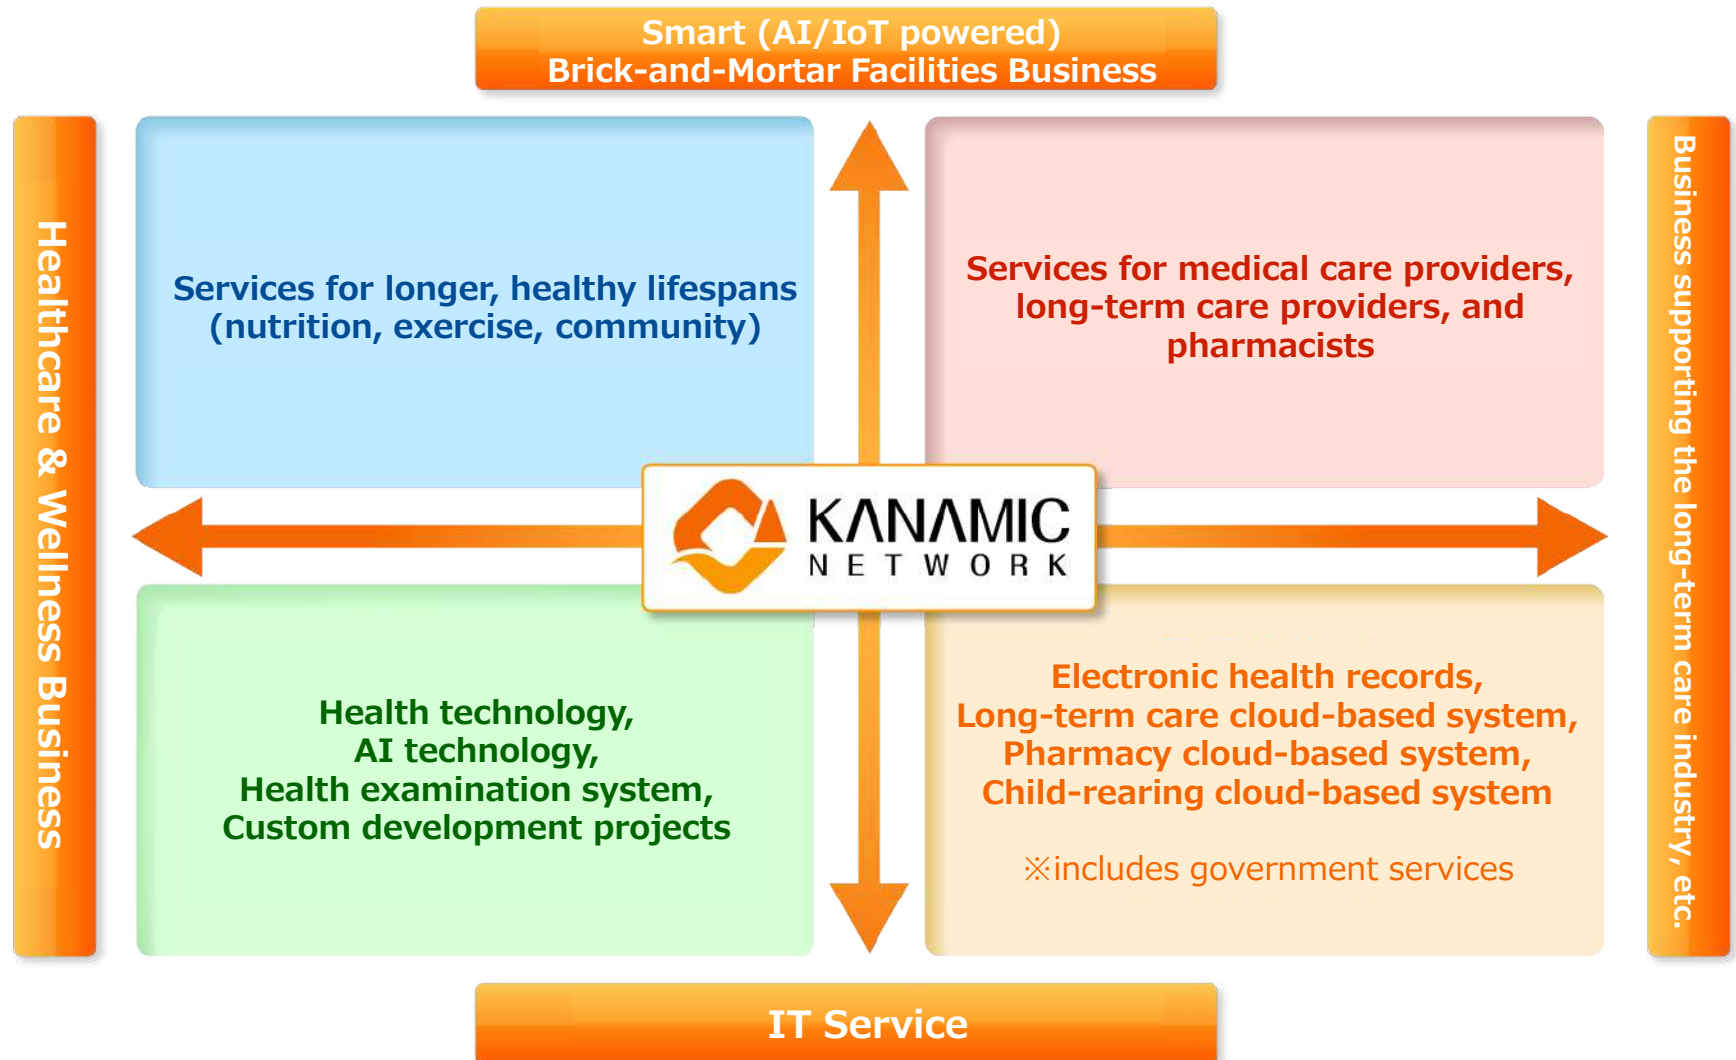 Smart (AI/IoT powered)
Brick-and-Mortar Facilities Business
Healthcare & Wellness Business
Services for longer, healthy lifespans
(nutrition, exercise, community)
Services for medical care providers,
long-term care providers, and
pharmacists
Business supporting the long-term care industry, etc.
KANAMIC
NETWORK
Health technology,
AI technology,
Health examination system,
Custom development projects
Electronic health records,
Long-term care cloud-based system,
Pharmacy cloud-based system,
Child-rearing cloud-based system
※includes government services
IT Service